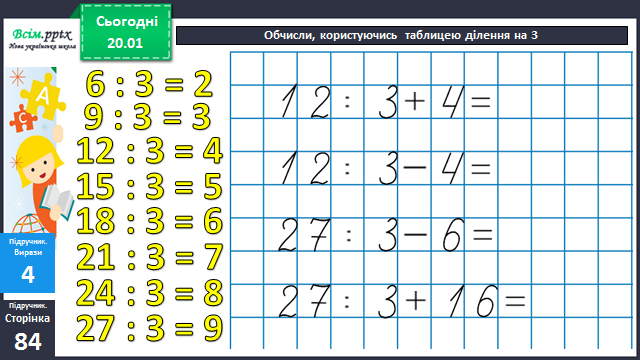 Всім.pptx
Нова українська школа
Сьогодні
20.01
Обчисли, користуючись таблицею ділення на 3
6 : 3 = 2
9 : 3 = 3
12 : 3 = 4
15 : 3 = 5
18 : 3 = 6
21 : 3 = 7
24 : 3 = 8
27 : 3 = 9
12 : 3 + 4 =
12 : 3 − 4 =
27 : 3 − 6 =
27 : 3 + 16 =
А
С
Підручник.
Вирази
4
Підручник.
Сторінка
84